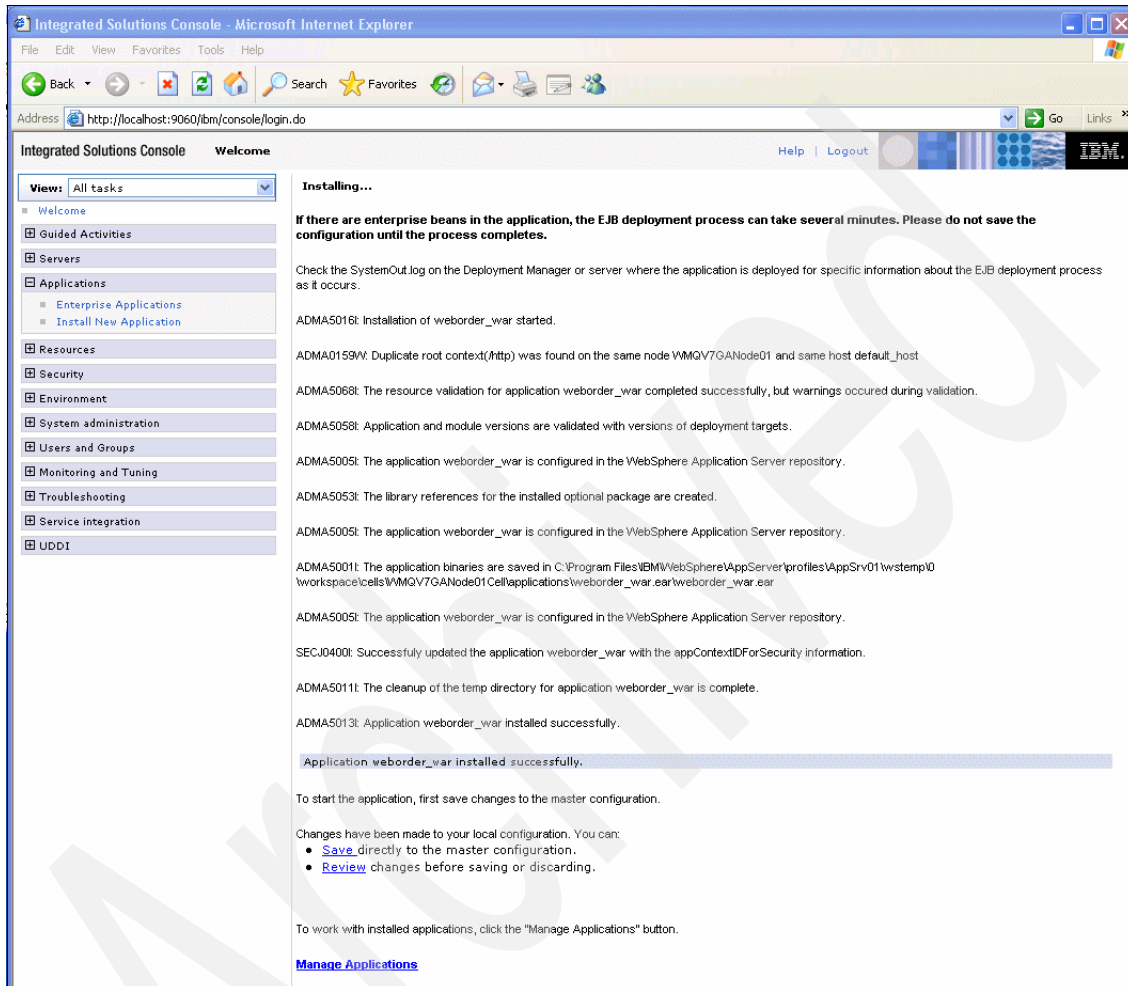 Integrated Solutions Console - Microsoft Internet Explorer
File Edit View Favorites Tools Help
Back Search Favorites
Address http://localhost:9060/ibm/console/login.do Go Links »
Integrated Solutions Console Welcome Help | Logout IBM.
View: All tasks
Welcome
Guided Activities
Servers
Applications
Enterprise Applications
Install New Application
Resources
Security
Environment
System administration
Users and Groups
Monitoring and Tuning
Troubleshooting
Service integration
UDDI
Installing...
If there are enterprise beans in the application, the EJB deployment process can take several minutes. Please do not save the
configuration until the process completes.
Check the SystemOut.log on the Deployment Manager or server where the application is deployed for specific information about the EJB deployment process
as it occurs.
ADMA5016I: Installation of weborder_war started.
ADMA0159W: Duplicate root context(/http) was found on the same node WMQV7GANode01 and same host default_host
ADMA5068I: The resource validation for application weborder_war completed successfully, but warnings occured during validation.
ADMA5058I: Application and module versions are validated with versions of deployment targets.
ADMA5005I: The application weborder_war is configured in the WebSphere Application Server repository.
ADMA5053I: The library references for the installed optional package are created.
ADMA5005I: The application weborder_war is configured in the WebSphere Application Server repository.
ADMA5001I: The application binaries are saved in C:\Program Files\IBM\WebSphere\AppServer\profiles\AppSrv01\wstemp\0
\workspace\cells\WMQV7GANode01Cell\applications\weborder_war.ear\weborder_war.ear
ADMA5005I: The application weborder_war is configured in the WebSphere Application Server repository.
SECJ0400I: Successfuly updated the application weborder_war with the appContextIDForSecurity information.
ADMA5011I: The cleanup of the temp directory for application weborder_war is complete.
ADMA5013I: Application weborder_war installed successfully.
Application weborder_war installed successfully.
To start the application, first save changes to the master configuration.
Changes have been made to your local configuration. You can:
Save directly to the master configuration.
Review changes before saving or discarding.
To work with installed applications, click the "Manage Applications" button.
Manage Applications
Archived